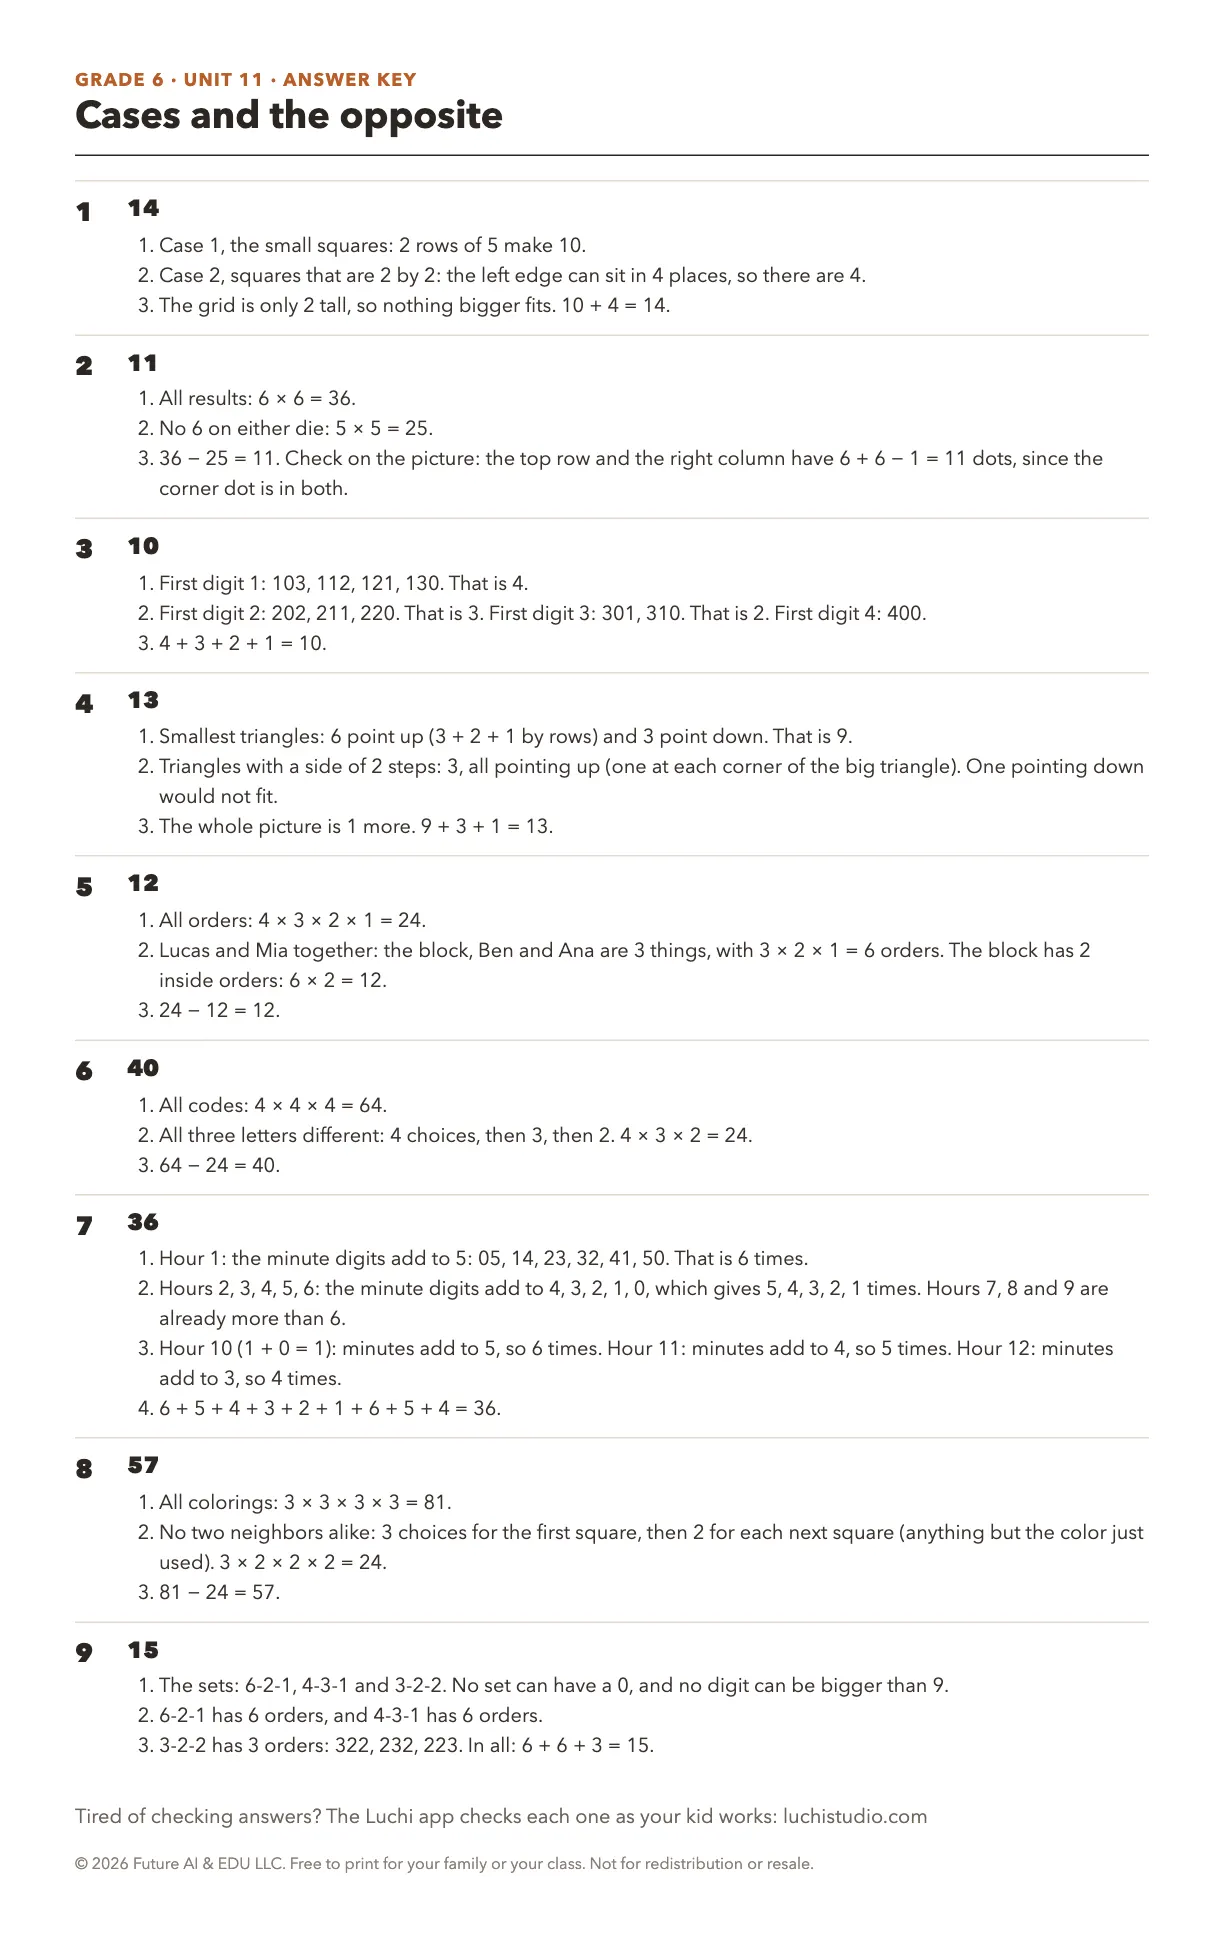 GRADE 6 · UNIT 11 · ANSWER KEY
Cases and the opposite
1 14
1. Case 1, the small squares: 2 rows of 5 make 10.
2. Case 2, squares that are 2 by 2: the left edge can sit in 4 places, so there are 4.
3. The grid is only 2 tall, so nothing bigger fits. 10 + 4 = 14.
2 11
1. All results: 6 × 6 = 36.
2. No 6 on either die: 5 × 5 = 25.
3. 36 − 25 = 11. Check on the picture: the top row and the right column have 6 + 6 − 1 = 11 dots, since the
corner dot is in both.
3 10
1. First digit 1: 103, 112, 121, 130. That is 4.
2. First digit 2: 202, 211, 220. That is 3. First digit 3: 301, 310. That is 2. First digit 4: 400.
3. 4 + 3 + 2 + 1 = 10.
4 13
1. Smallest triangles: 6 point up (3 + 2 + 1 by rows) and 3 point down. That is 9.
2. Triangles with a side of 2 steps: 3, all pointing up (one at each corner of the big triangle). One pointing down
would not fit.
3. The whole picture is 1 more. 9 + 3 + 1 = 13.
5 12
1. All orders: 4 × 3 × 2 × 1 = 24.
2. Lucas and Mia together: the block, Ben and Ana are 3 things, with 3 × 2 × 1 = 6 orders. The block has 2
inside orders: 6 × 2 = 12.
3. 24 − 12 = 12.
6 40
1. All codes: 4 × 4 × 4 = 64.
2. All three letters different: 4 choices, then 3, then 2. 4 × 3 × 2 = 24.
3. 64 − 24 = 40.
7 36
1. Hour 1: the minute digits add to 5: 05, 14, 23, 32, 41, 50. That is 6 times.
2. Hours 2, 3, 4, 5, 6: the minute digits add to 4, 3, 2, 1, 0, which gives 5, 4, 3, 2, 1 times. Hours 7, 8 and 9 are
already more than 6.
3. Hour 10 (1 + 0 = 1): minutes add to 5, so 6 times. Hour 11: minutes add to 4, so 5 times. Hour 12: minutes
add to 3, so 4 times.
4. 6 + 5 + 4 + 3 + 2 + 1 + 6 + 5 + 4 = 36.
8 57
1. All colorings: 3 × 3 × 3 × 3 = 81.
2. No two neighbors alike: 3 choices for the first square, then 2 for each next square (anything but the color just
used). 3 × 2 × 2 × 2 = 24.
3. 81 − 24 = 57.
9 15
1. The sets: 6-2-1, 4-3-1 and 3-2-2. No set can have a 0, and no digit can be bigger than 9.
2. 6-2-1 has 6 orders, and 4-3-1 has 6 orders.
3. 3-2-2 has 3 orders: 322, 232, 223. In all: 6 + 6 + 3 = 15.
Tired of checking answers? The Luchi app checks each one as your kid works: luchistudio.com
© 2026 Future AI & EDU LLC. Free to print for your family or your class. Not for redistribution or resale.